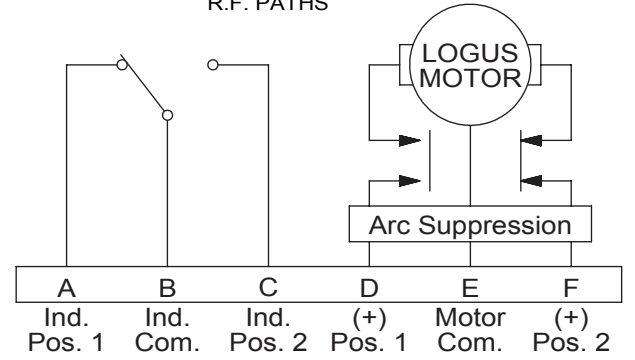 R.F. PATHS
LOGUS
MOTOR
Arc Suppression
A B C D E F
Ind. Ind. Ind. (+) Motor (+)
Pos. 1 Com. Pos. 2 Pos. 1 Com. Pos. 2